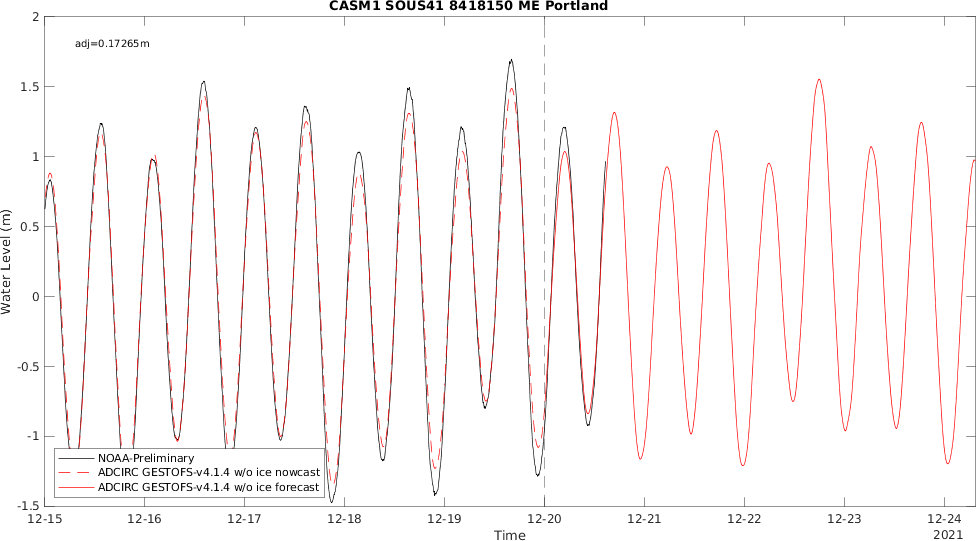 CASM1 SOUS41 8418150 ME Portland
adj=0.17265m
2
1.5
1
0.5
0
-0.5
-1
-1.5
Water Level (m)
NOAA-Preliminary
ADCIRC GESTOFS-v4.1.4 w/o ice nowcast
ADCIRC GESTOFS-v4.1.4 w/o ice forecast
12-15 12-16 12-17 12-18 12-19 12-20 12-21 12-22 12-23 12-24
Time
2021